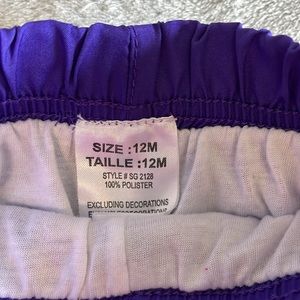 SIZE :12M
TAILLE :12M
STYLE # SG 2128
100% POLISTER
EXCLUDING DECORATIONS